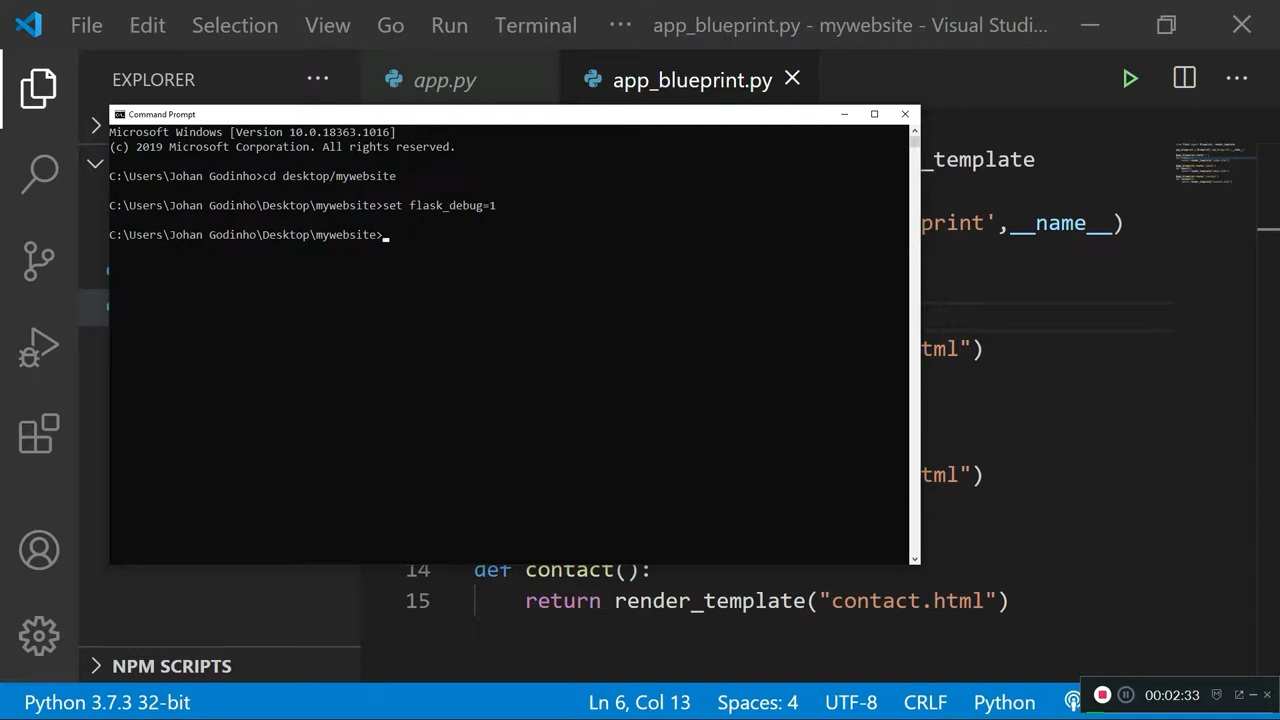 File Edit Selection View Go Run Terminal ··· app_blueprint.py - mywebsite - Visual Studi...
EXPLORER ···
app.py
app_blueprint.py
Command Prompt
Microsoft Windows [Version 10.0.18363.1016]
(c) 2019 Microsoft Corporation. All rights reserved.
C:\Users\Johan Godinho>cd desktop/mywebsite
C:\Users\Johan Godinho\Desktop\mywebsite>set flask_debug=1
C:\Users\Johan Godinho\Desktop\mywebsite>
_template
print',__name__)
tml")
tml")
14 def contact():
15 return render_template("contact.html")
NPM SCRIPTS
Python 3.7.3 32-bit Ln 6, Col 13 Spaces: 4 UTF-8 CRLF Python
00:02:33